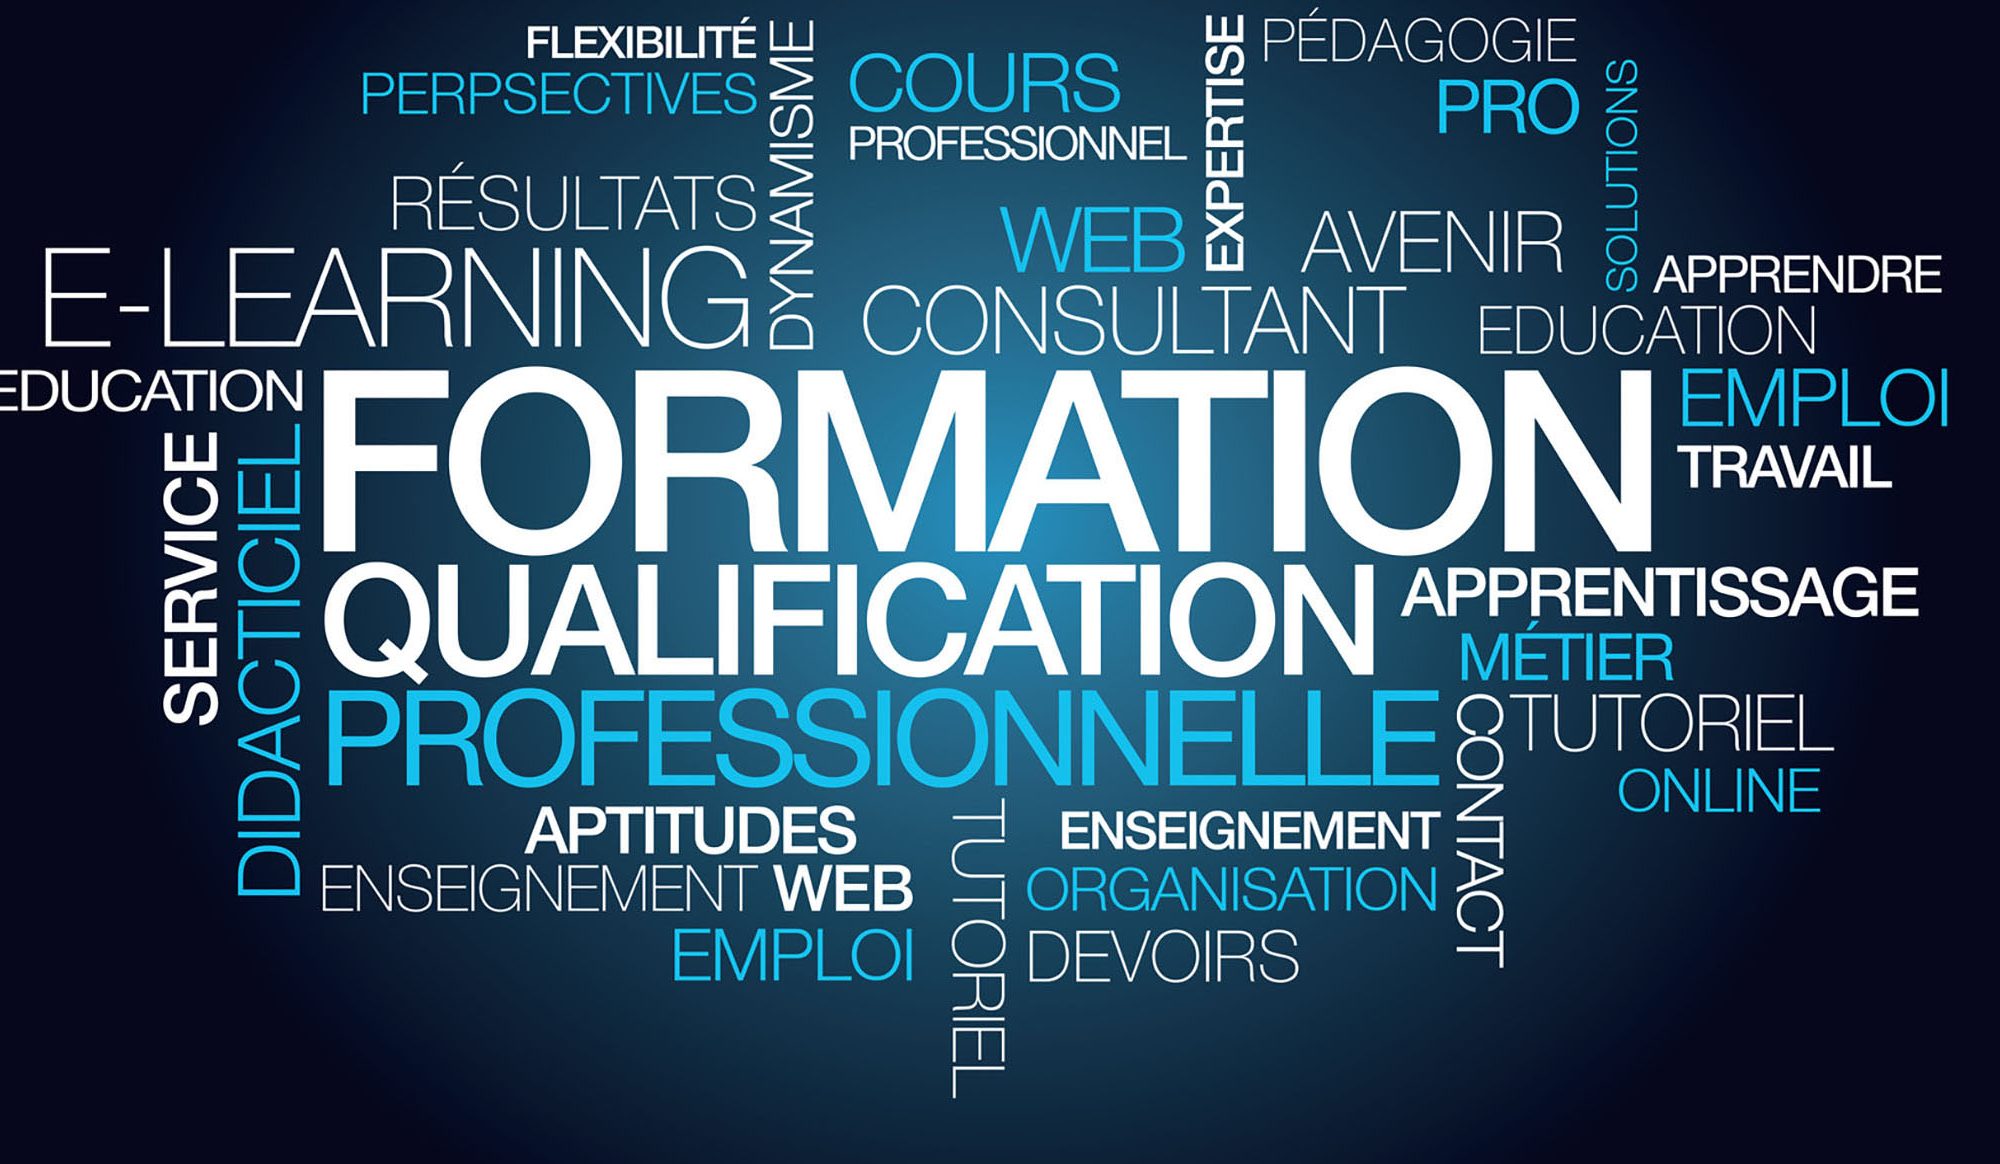 FLEXIBILITÉ
PERPSECTIVES
DYNAMISME
COURS
PROFESSIONNEL
EXPERTISE
PÉDAGOGIE
PRO
SOLUTIONS
RÉSULTATS
WEB
AVENIR
E-LEARNING
CONSULTANT
APPRENDRE
EDUCATION
EDUCATION
FORMATION
EMPLOI
TRAVAIL
SERVICE
DIDACTICIEL
QUALIFICATION
APPRENTISSAGE
MÉTIER
PROFESSIONNELLE
CONTACT
TUTORIEL
ONLINE
APTITUDES
TUTORIEL
ENSEIGNEMENT
ENSEIGNEMENT WEB
ORGANISATION
EMPLOI
DEVOIRS